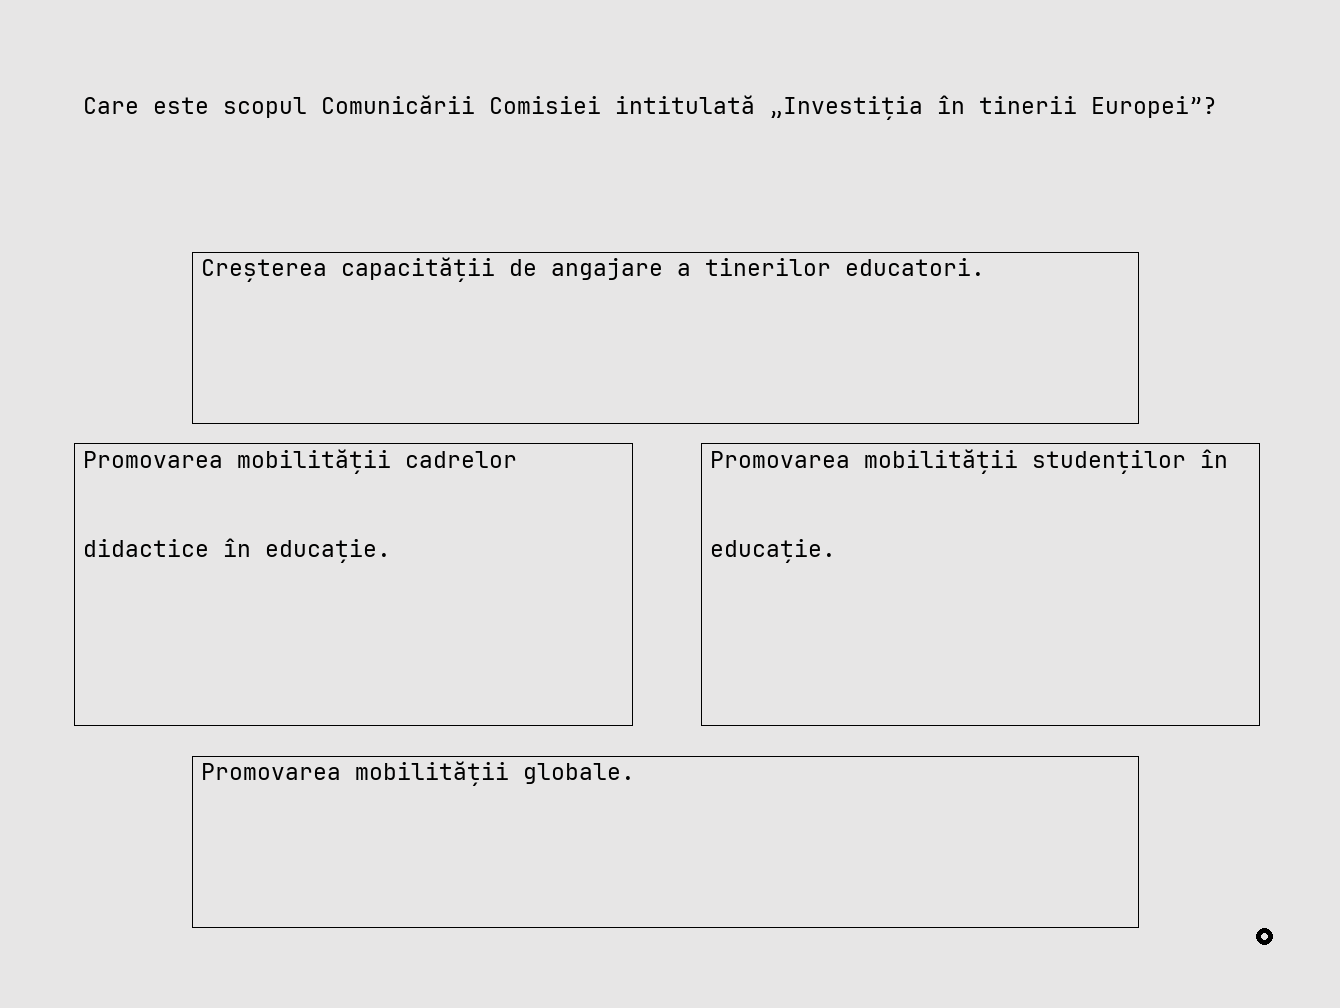 Care este scopul Comunicării Comisiei intitulată „Investiția în tinerii Europei”?
Creșterea capacității de angajare a tinerilor educatori.
Promovarea mobilității cadrelor
didactice în educație.
Promovarea mobilității studenților în
educație.
Promovarea mobilității globale.